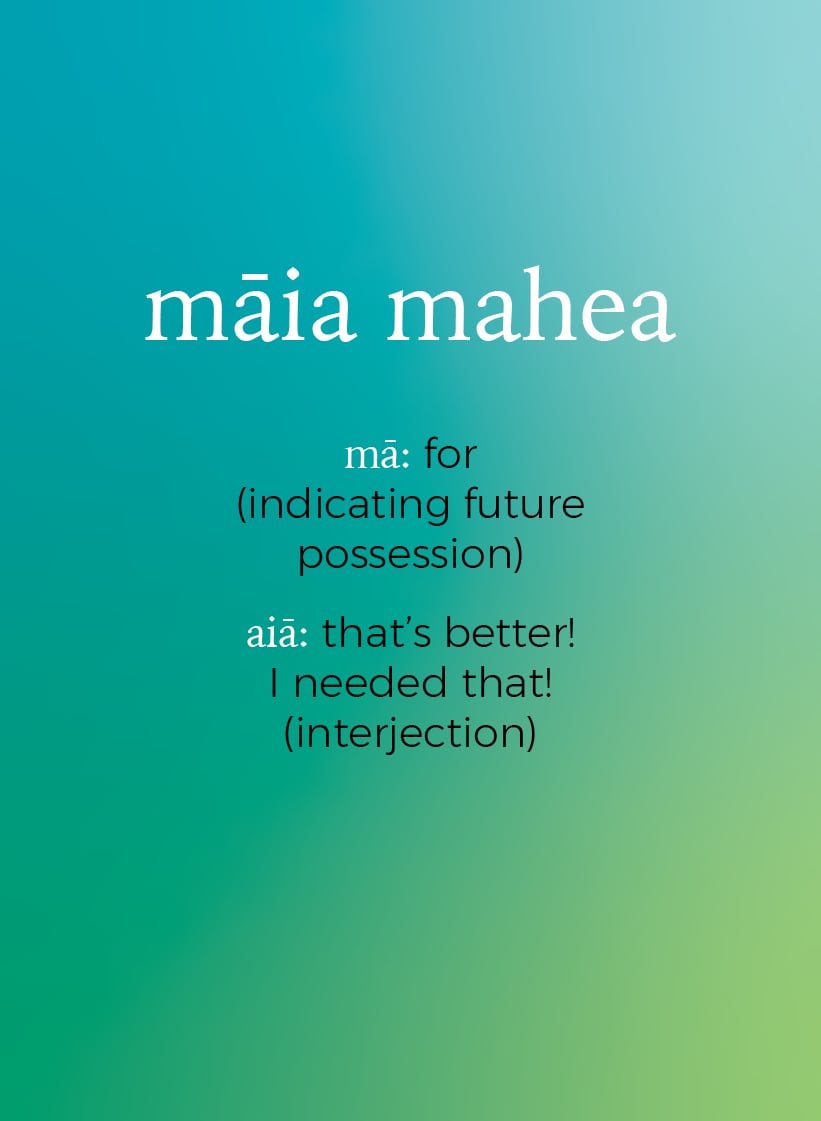 māia mahea
mā: for
(indicating future
possession)
aiā: that’s better!
I needed that!
(interjection)